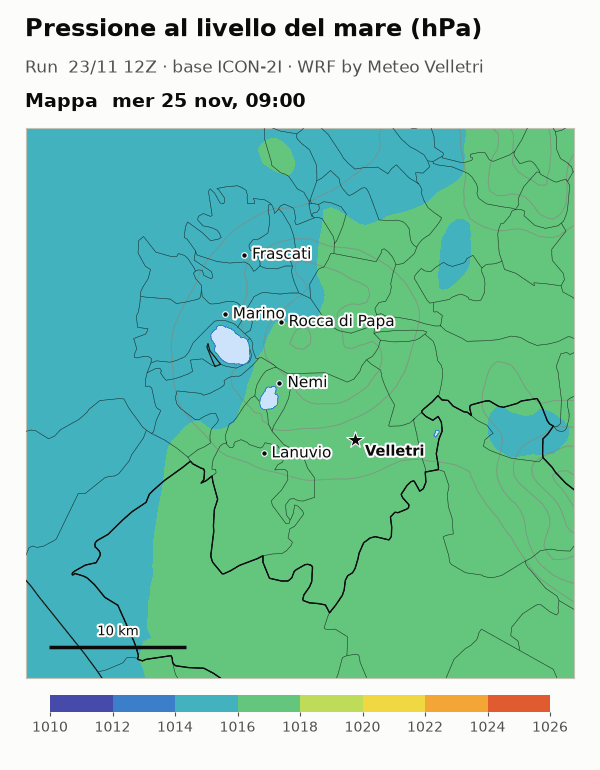 Pressione al livello del mare (hPa)
Run  23/11 12Z · base ICON-2I · WRF by Meteo Velletri
Mappa  mer 25 nov, 09:00
Frascati
Marino
Rocca di Papa
Nemi
Velletri
Lanuvio
10 km
1010 1012 1014 1016 1018 1020 1022 1024 1026